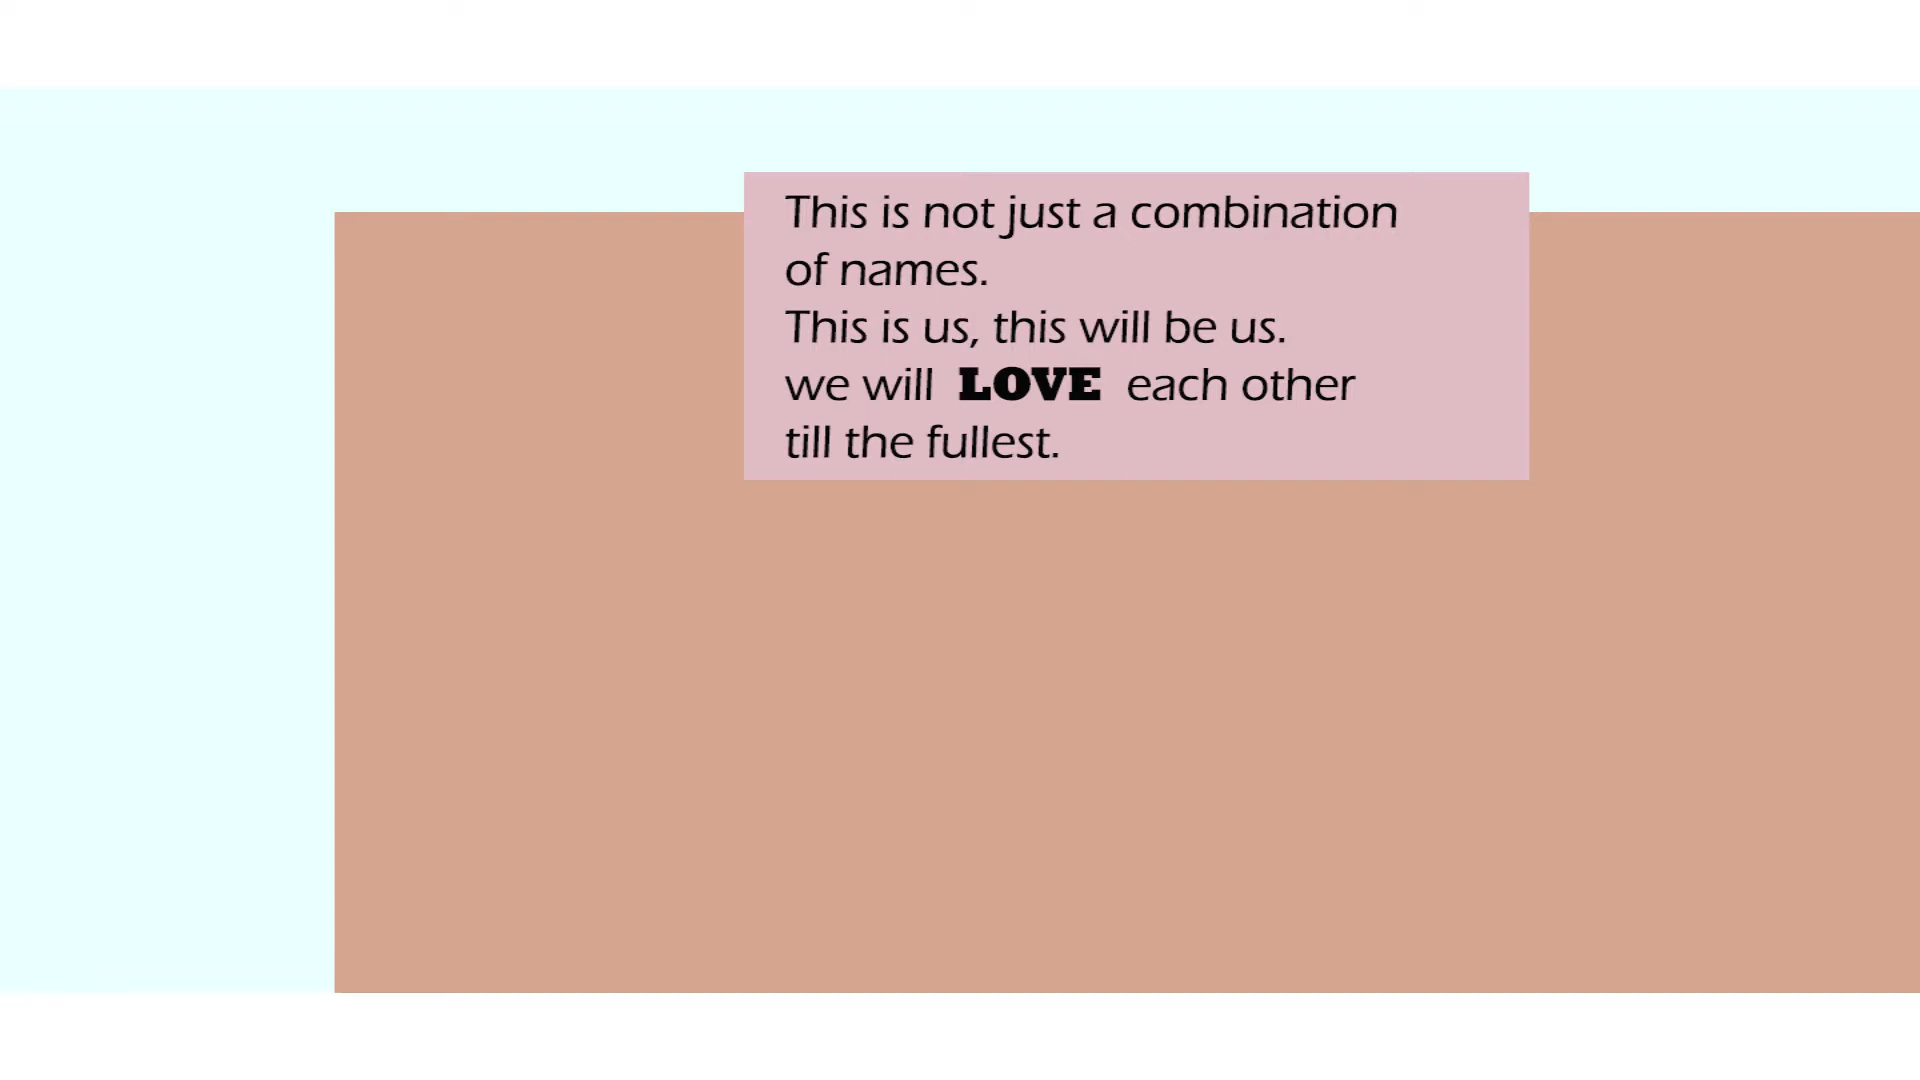 This is not just a combination
of names.
This is us, this will be us.
we will LOVE each other
till the fullest.